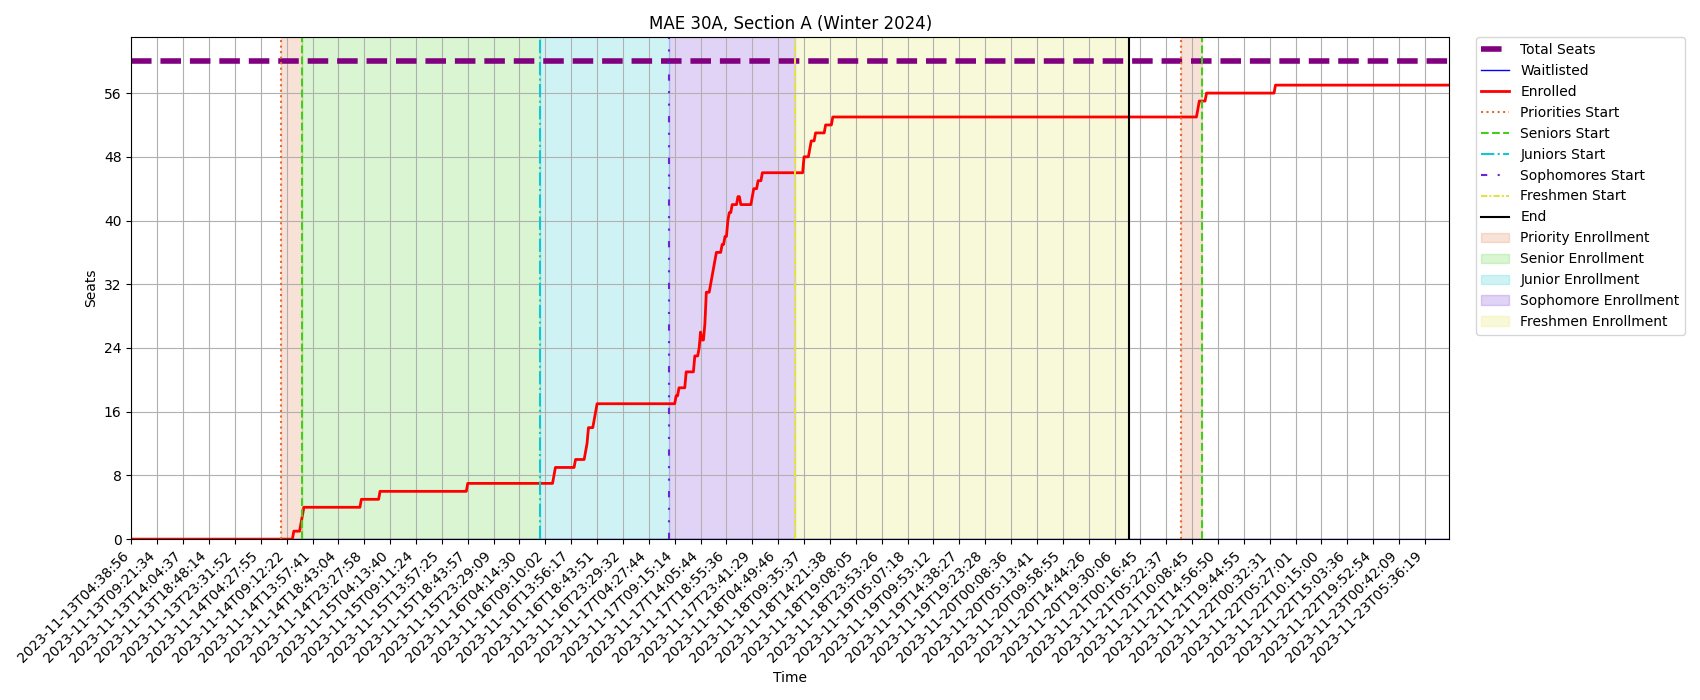 MAE 30A, Section A (Winter 2024)
Seats
56
48
40
32
24
16
8
0
2023-11-13T04:38:56
2023-11-13T09:21:34
2023-11-13T14:04:37
2023-11-13T18:48:14
2023-11-13T23:31:52
2023-11-14T04:27:55
2023-11-14T09:12:22
2023-11-14T13:57:41
2023-11-14T18:43:04
2023-11-14T23:27:58
2023-11-15T04:13:40
2023-11-15T09:11:24
2023-11-15T13:57:25
2023-11-15T18:43:57
2023-11-15T23:29:09
2023-11-16T04:14:30
2023-11-16T09:10:02
2023-11-16T13:56:17
2023-11-16T18:43:51
2023-11-16T23:29:32
2023-11-17T04:27:44
2023-11-17T09:15:14
2023-11-17T14:05:44
2023-11-17T18:55:36
2023-11-17T23:41:29
2023-11-18T04:49:46
2023-11-18T09:35:37
2023-11-18T14:21:38
2023-11-18T19:08:05
2023-11-18T23:53:26
2023-11-19T05:07:18
2023-11-19T09:53:12
2023-11-19T14:38:27
2023-11-19T19:23:28
2023-11-20T00:08:36
2023-11-20T05:13:41
2023-11-20T09:58:55
2023-11-20T14:44:26
2023-11-20T19:30:06
2023-11-21T00:16:45
2023-11-21T05:22:37
2023-11-21T10:08:45
2023-11-21T14:56:50
2023-11-21T19:44:55
2023-11-22T00:32:31
2023-11-22T05:27:01
2023-11-22T10:15:00
2023-11-22T15:03:36
2023-11-22T19:52:54
2023-11-23T00:42:09
2023-11-23T05:36:19
Time
Total Seats
Waitlisted
Enrolled
Priorities Start
Seniors Start
Juniors Start
Sophomores Start
Freshmen Start
End
Priority Enrollment
Senior Enrollment
Junior Enrollment
Sophomore Enrollment
Freshmen Enrollment